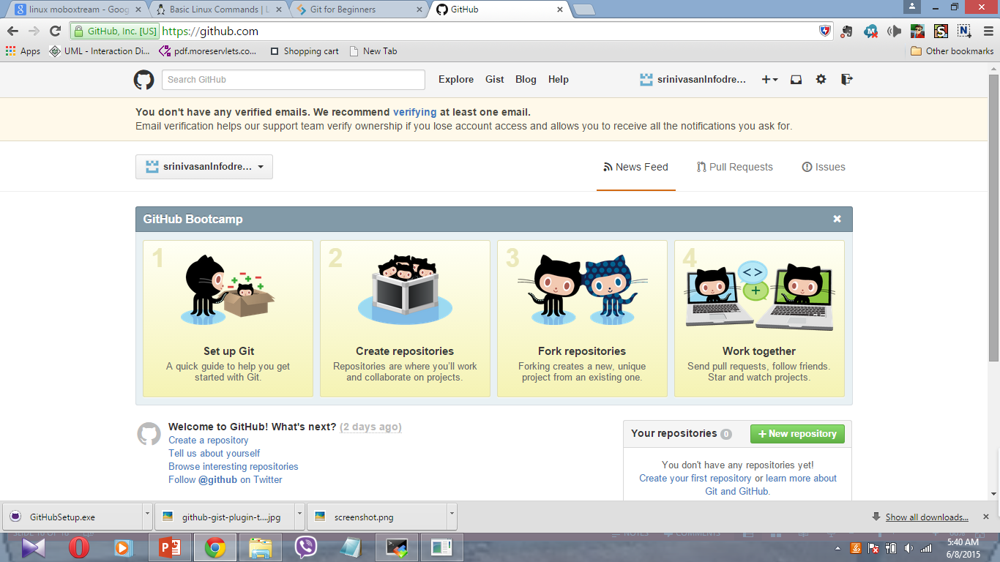 linux moboxtream - Goog
Basic Linux Commands | L
Git for Beginners
GitHub
GitHub, Inc. [US]
https://github.com
Apps
UML - Interaction Di...
pdf.moreservlets.co...
Shopping cart
New Tab
Other bookmarks
Search GitHub
Explore
Gist
Blog
Help
srinivasanInfodre...
You don't have any verified emails. We recommend verifying at least one email.
Email verification helps our support team verify ownership if you lose account access and allows you to receive all the notifications you ask for.
srinivasanInfodre...
News Feed
Pull Requests
Issues
GitHub Bootcamp
1
Set up Git
A quick guide to help you get
started with Git.
2
Create repositories
Repositories are where you'll work
and collaborate on projects.
3
Fork repositories
Forking creates a new, unique
project from an existing one.
4
Work together
Send pull requests, follow friends.
Star and watch projects.
Welcome to GitHub! What's next? (2 days ago)
Create a repository
Tell us about yourself
Browse interesting repositories
Follow @github on Twitter
Your repositories 0
+ New repository
You don't have any repositories yet!
Create your first repository or learn more about
Git and GitHub.
GitHubSetup.exe
github-gist-plugin-t....jpg
screenshot.png
Show all downloads...
NOTES
COMMENTS
5:40 AM
6/8/2015